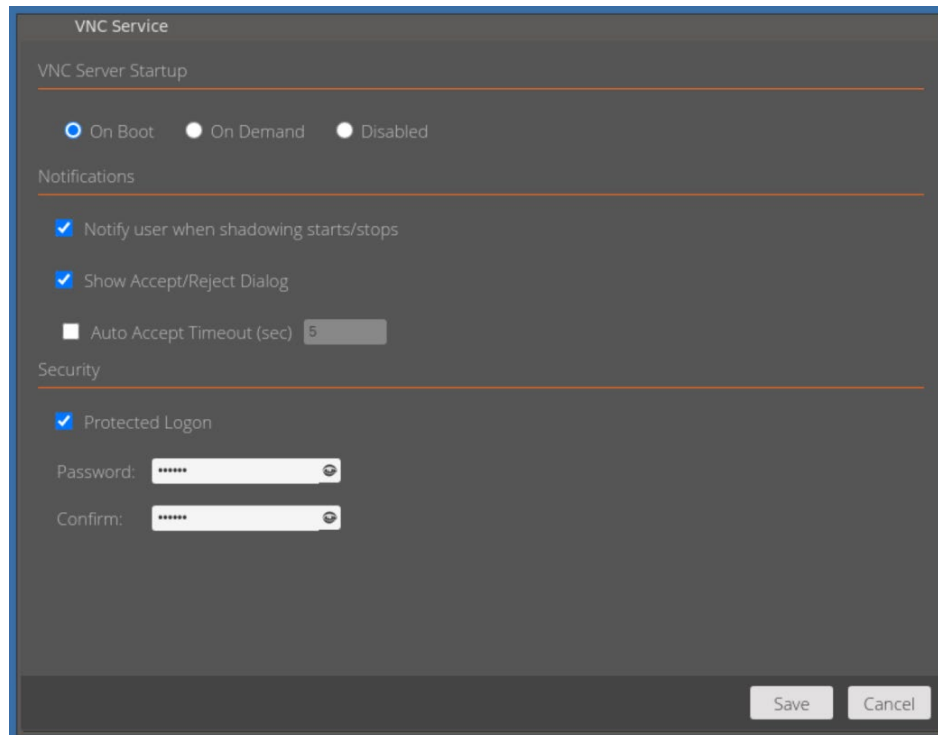 VNC Service
VNC Server Startup
On Boot On Demand Disabled
Notifications
Notify user when shadowing starts/stops
Show Accept/Reject Dialog
Auto Accept Timeout (sec) 5
Security
Protected Logon
Password: ••••••
Confirm: ••••••
Save Cancel